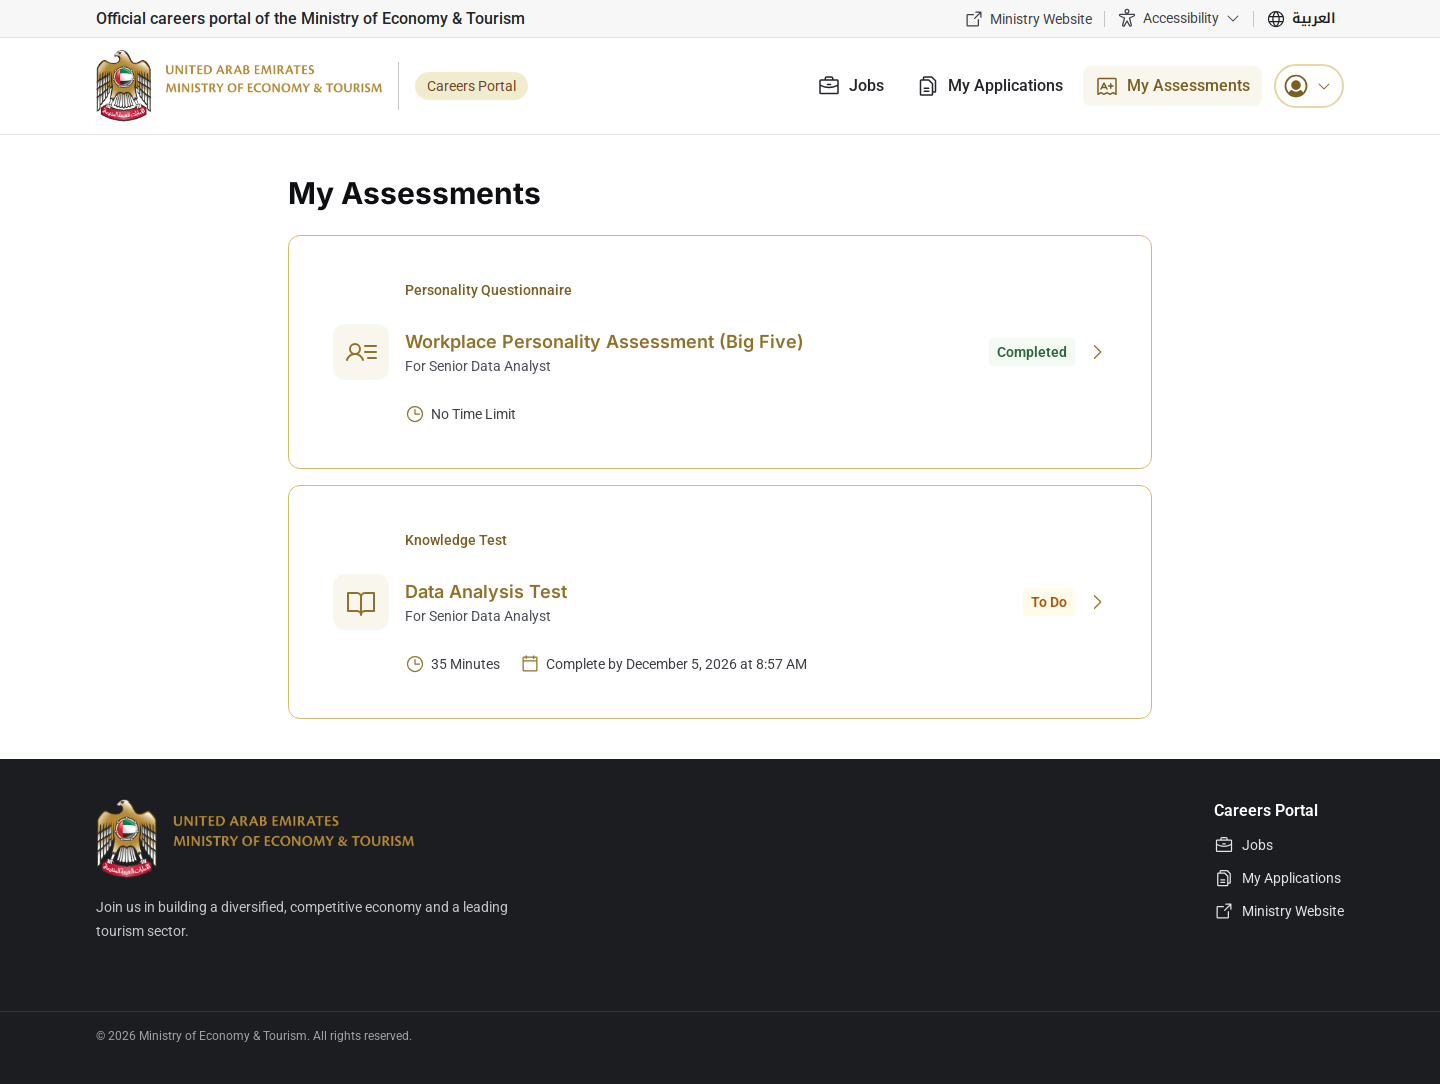 Official careers portal of the Ministry of Economy & Tourism
Ministry Website
Accessibility
العربية
UNITED ARAB EMIRATES
MINISTRY OF ECONOMY & TOURISM
Careers Portal
Jobs
My Applications
My Assessments
My Assessments
Personality Questionnaire
Workplace Personality Assessment (Big Five)
For Senior Data Analyst
Completed
No Time Limit
Knowledge Test
Data Analysis Test
For Senior Data Analyst
To Do
35 Minutes
Complete by December 5, 2026 at 8:57 AM
UNITED ARAB EMIRATES
MINISTRY OF ECONOMY & TOURISM
Join us in building a diversified, competitive economy and a leading
tourism sector.
Careers Portal
Jobs
My Applications
Ministry Website
© 2026 Ministry of Economy & Tourism. All rights reserved.